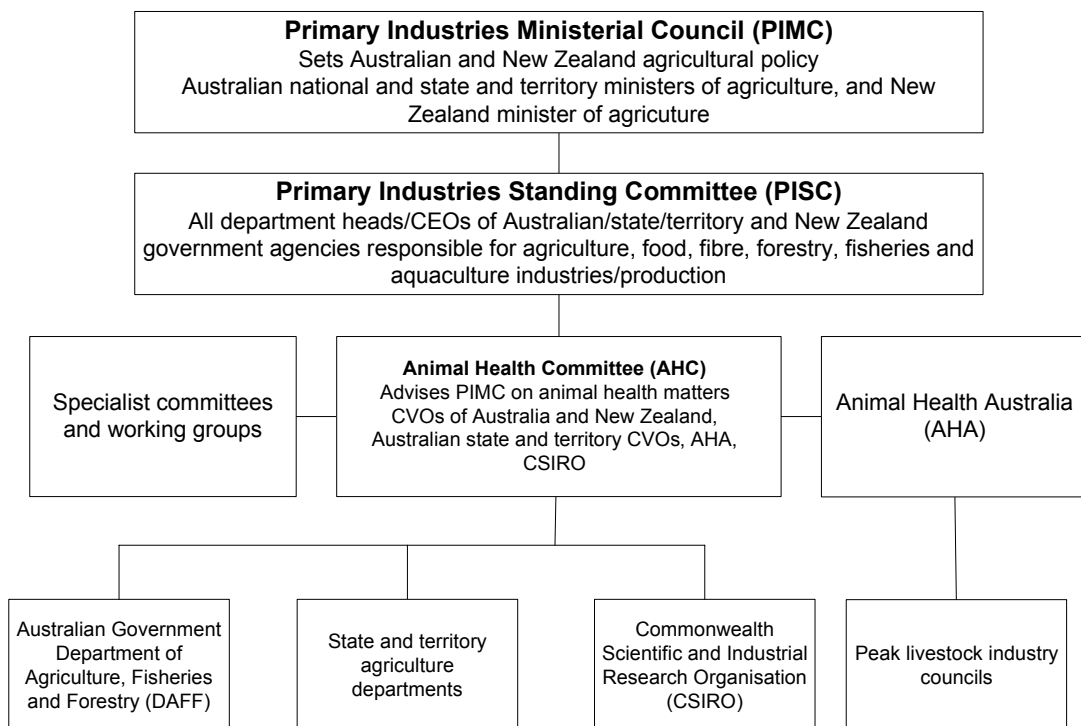 Primary Industries Ministerial Council (PIMC)
Sets Australian and New Zealand agricultural policy
Australian national and state and territory ministers of agriculture, and New
Zealand minister of agricuture
Primary Industries Standing Committee (PISC)
All department heads/CEOs of Australian/state/territory and New Zealand
government agencies responsible for agriculture, food, fibre, forestry, fisheries and
aquaculture industries/production
Specialist committees
and working groups
Animal Health Committee (AHC)
Advises PIMC on animal health matters
CVOs of Australia and New Zealand,
Australian state and territory CVOs, AHA,
CSIRO
Animal Health Australia
(AHA)
Australian Government
Department of
Agriculture, Fisheries
and Forestry (DAFF)
State and territory
agriculture
departments
Commonwealth
Scientific and Industrial
Research Organisation
(CSIRO)
Peak livestock industry
councils